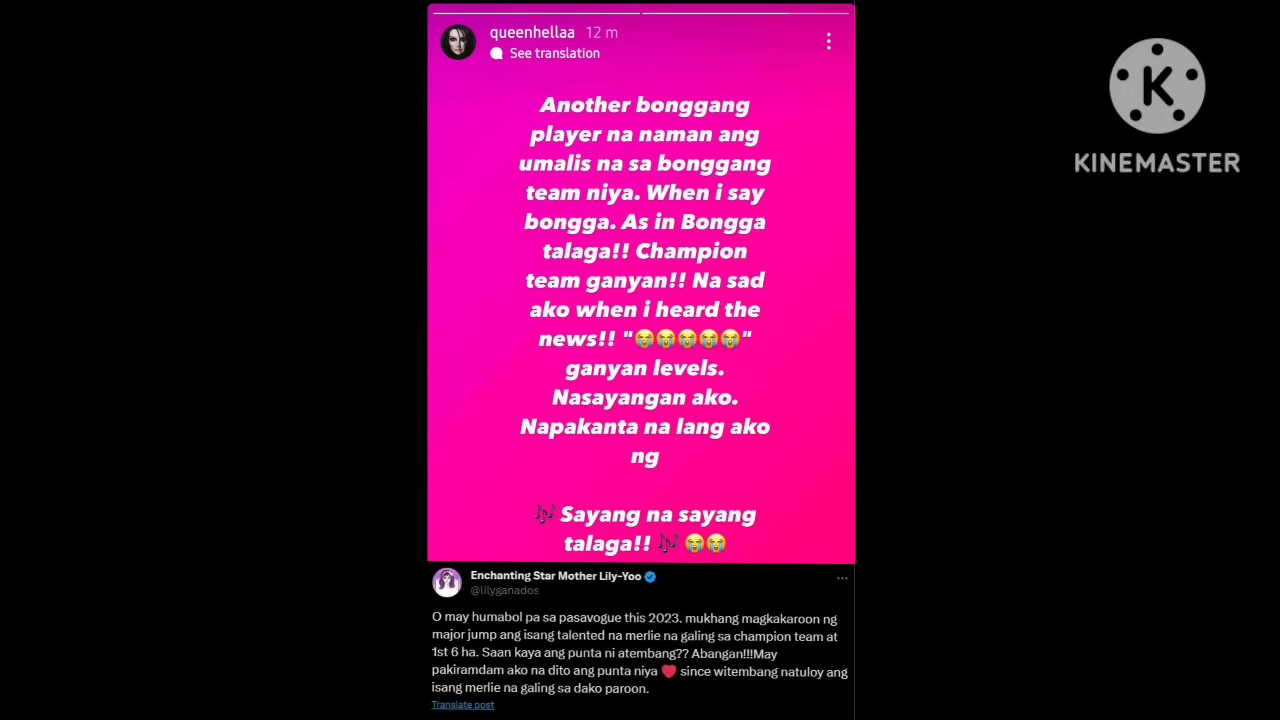 queenhellaa 12 m
See translation
K
KINEMASTER
Another bonggang
player na naman ang
umalis na sa bonggang
team niya. When i say
bongga. As in Bongga
talaga!! Champion
team ganyan!! Na sad
ako when i heard the
news!! "😭😭😭😭😭"
ganyan levels.
Nasayangan ako.
Napakanta na lang ako
ng
🎶 Sayang na sayang
talaga!! 🎶 😭😭
Enchanting Star Mother Lily-Yoo
@lilyganados
O may humabol pa sa pasavogue this 2023. mukhang magkakaroon ng
major jump ang isang talented na merlie na galing sa champion team at
1st 6 ha. Saan kaya ang punta ni atembang?? Abangan!!!May
pakiramdam ako na dito ang punta niya ❤️ since witembang natuloy ang
isang merlie na galing sa dako paroon.
Translate post